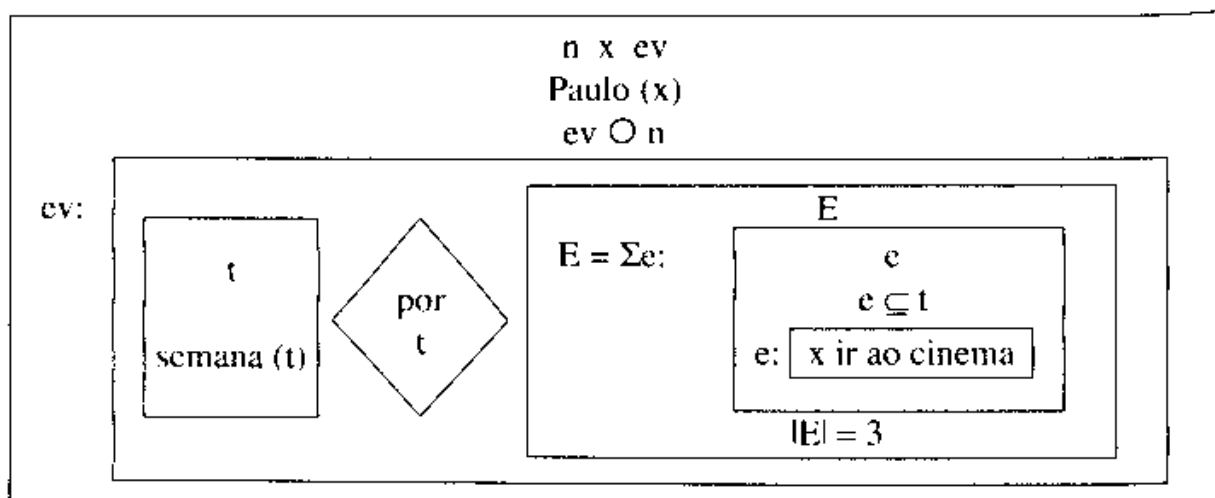 n x ev
Paulo (x)
ev ○ n
ev:
t
semana (t)
por
t
E
E = Σe:
e
e ⊆ t
e: x ir ao cinema
|E| = 3